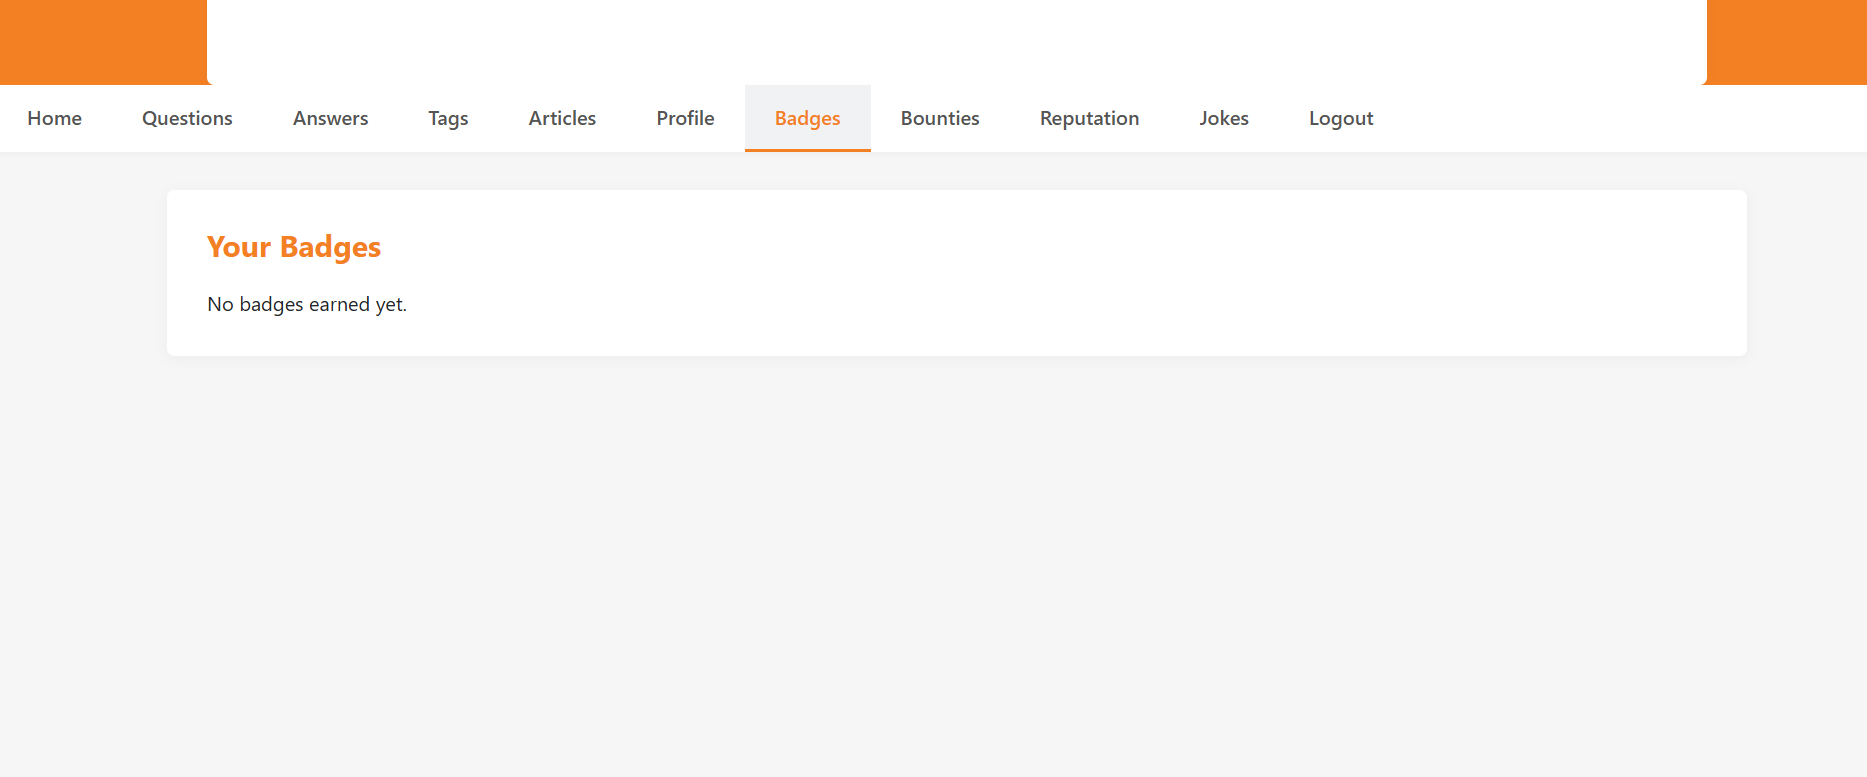 Home Questions Answers Tags Articles Profile Badges Bounties Reputation Jokes Logout
Your Badges
No badges earned yet.